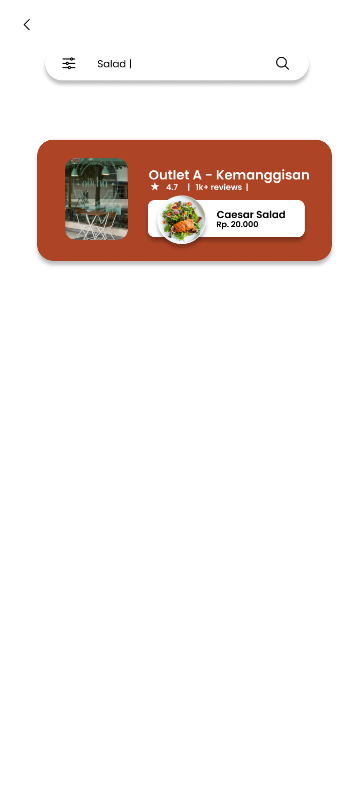 Salad |
Outlet A - Kemanggisan
★ 4.7 | 1k+ reviews |
Caesar Salad
Rp. 20.000